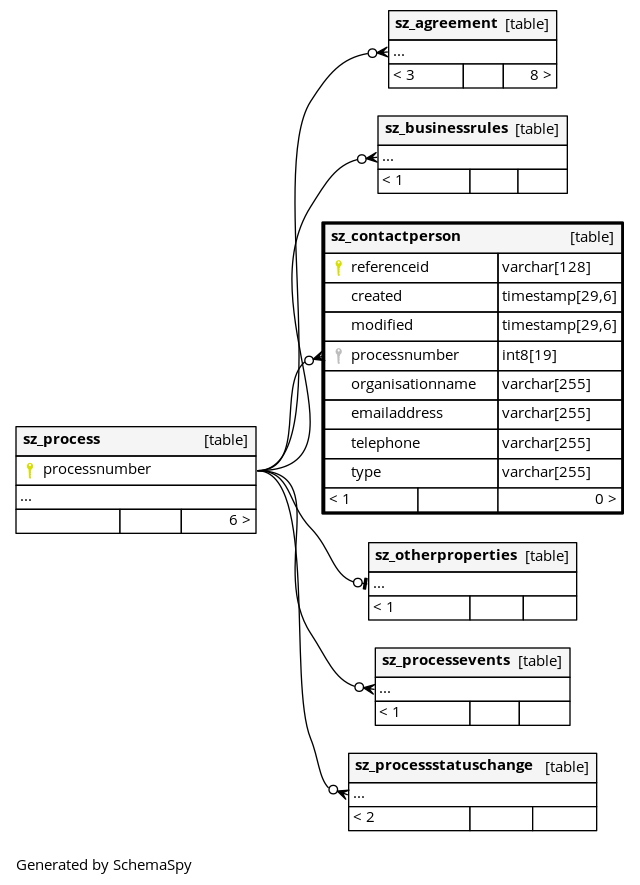 sz_agreement [table]
...
< 3 8 >
sz_businessrules [table]
...
< 1
sz_contactperson [table]
referenceid varchar[128]
created timestamp[29,6]
modified timestamp[29,6]
processnumber int8[19]
organisationname varchar[255]
emailaddress varchar[255]
telephone varchar[255]
type varchar[255]
< 1 0 >
sz_process [table]
processnumber
...
6 >
sz_otherproperties [table]
...
< 1
sz_processevents [table]
...
< 1
sz_processstatuschange [table]
...
< 2
Generated by SchemaSpy